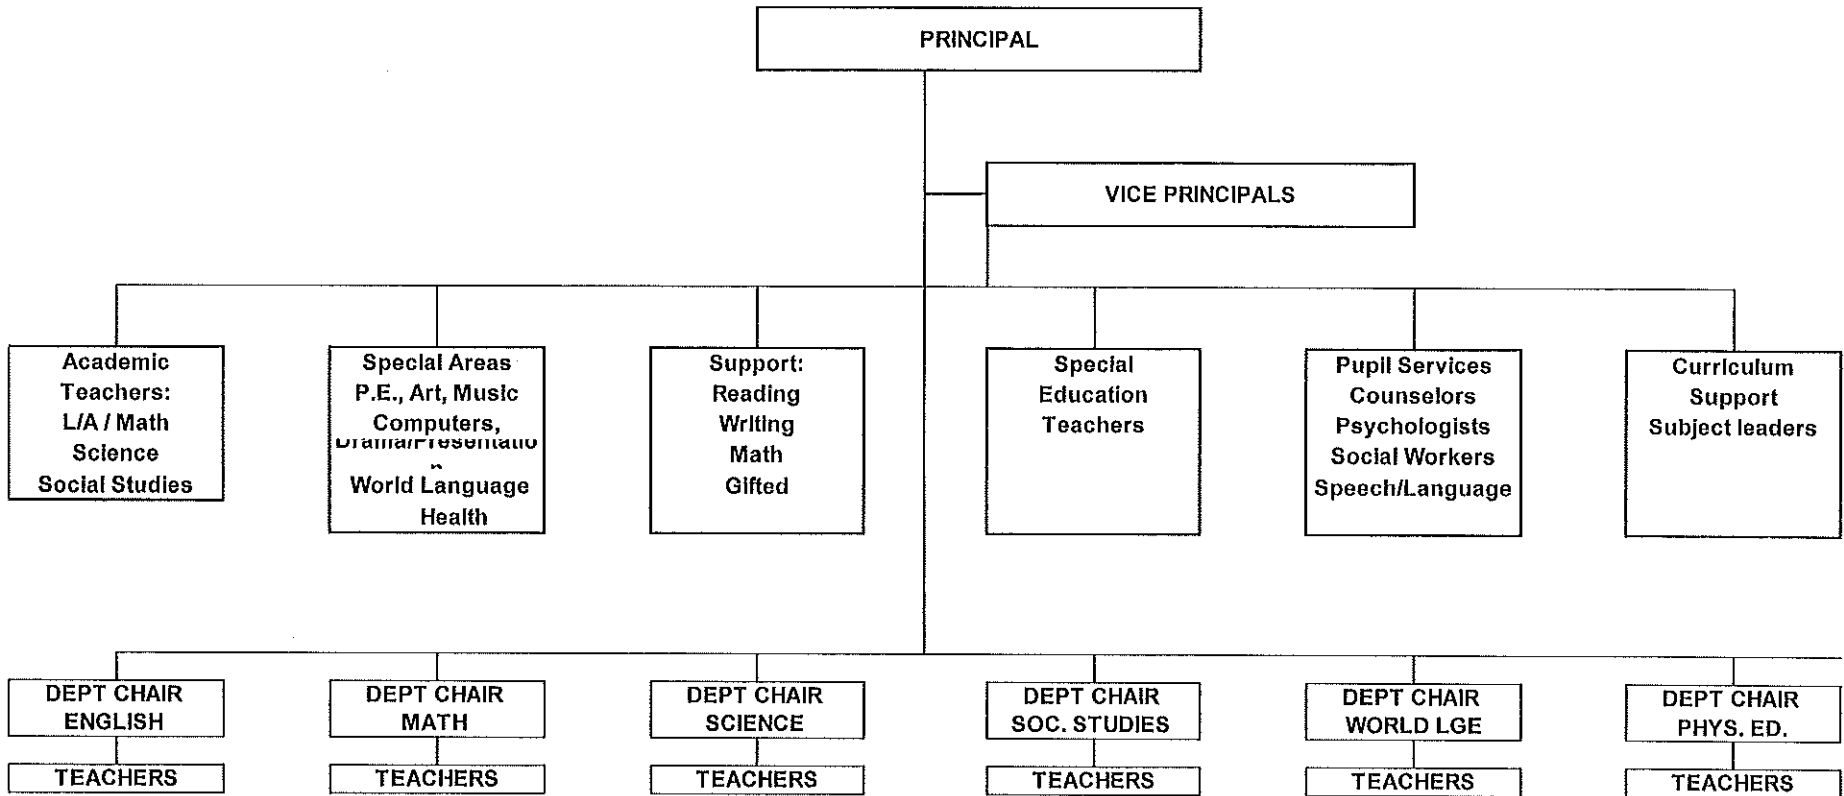 PRINCIPAL
VICE PRINCIPALS
Academic
Teachers:
L/A / Math
Science
Social Studies
Special Areas
P.E., Art, Music
Computers,
World Language
Health
Support:
Reading
Writing
Math
Gifted
Special
Education
Teachers
Pupil Services
Counselors
Psychologists
Social Workers
Speech/Language
Curriculum
Support
Subject leaders
DEPT CHAIR
ENGLISH
TEACHERS
DEPT CHAIR
MATH
TEACHERS
DEPT CHAIR
SCIENCE
TEACHERS
DEPT CHAIR
SOC. STUDIES
TEACHERS
DEPT CHAIR
WORLD LGE
TEACHERS
DEPT CHAIR
PHYS. ED.
TEACHERS